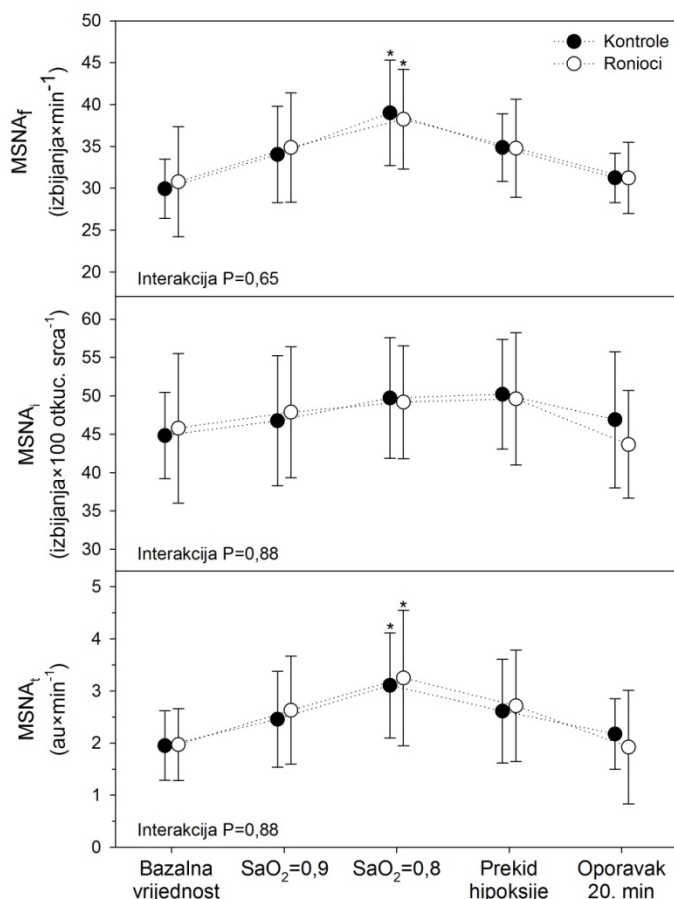 50
45
40
35
30
25
20
MSNAf
(izbijanja×min⁻¹)
* *
Kontrole
Ronioci
Interakcija P=0,65
60
55
50
45
40
35
30
MSNAi
(izbijanja×100 otkuc. srca⁻¹)
Interakcija P=0,88
5
4
3
2
1
0
MSNAt
(au×min⁻¹)
* *
Interakcija P=0,88
Bazalna vrijednost
SaO₂=0,9
SaO₂=0,8
Prekid hipoksije
Oporavak 20. min